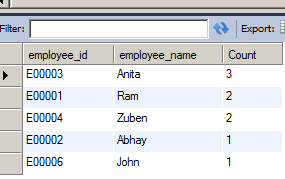 Filter: Export:
employee_id employee_name Count
E00003 Anita 3
E00001 Ram 2
E00004 Zuben 2
E00002 Abhay 1
E00006 John 1